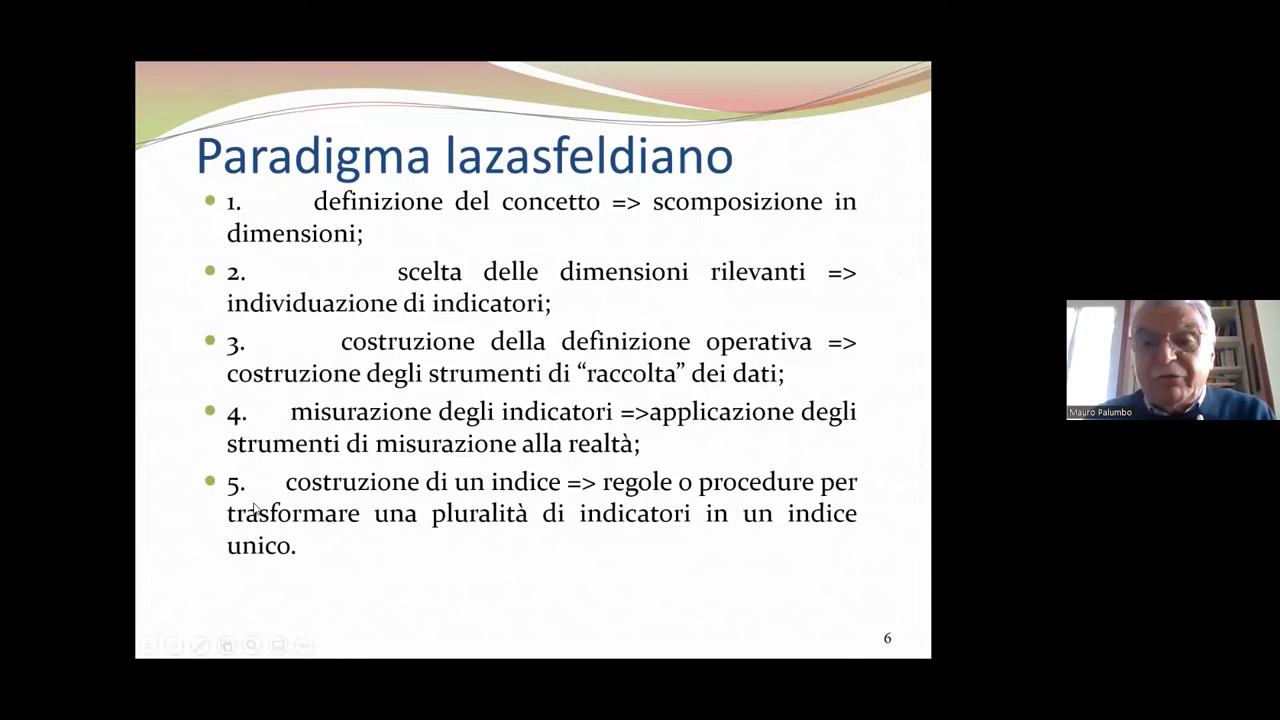 Paradigma lazasfeldiano
1. definizione del concetto => scomposizione in
dimensioni;
2. scelta delle dimensioni rilevanti =>
individuazione di indicatori;
3. costruzione della definizione operativa =>
costruzione degli strumenti di “raccolta” dei dati;
4. misurazione degli indicatori =>applicazione degli
strumenti di misurazione alla realtà;
5. costruzione di un indice => regole o procedure per
trasformare una pluralità di indicatori in un indice
unico.
6
Mauro Palumbo